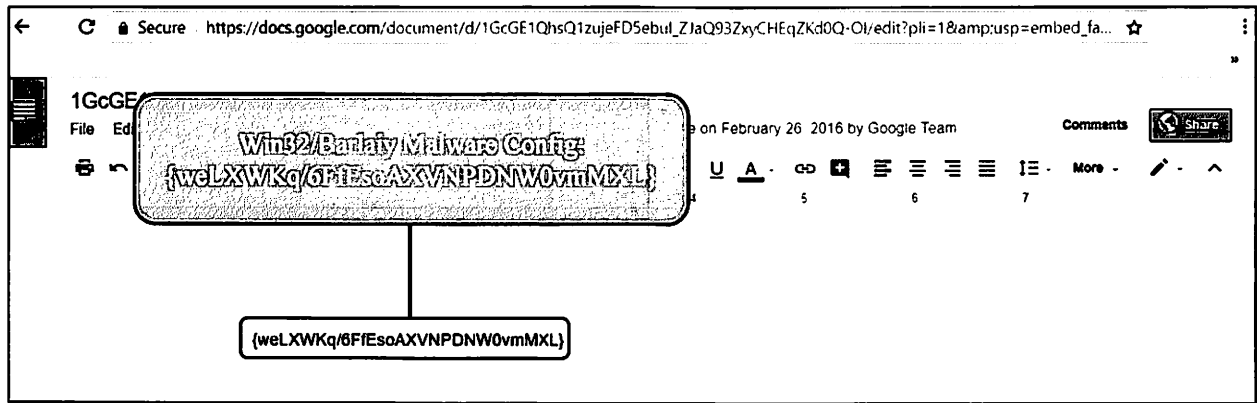 Secure https://docs.google.com/document/d/1GcGE1QhsQ1zujeFD5ebul_ZJaQ93ZxyCHEqZKd0Q-OI/edit?pli=1&amp;usp=embed_fa...
»
1GcGE
File Edi e on February 26 2016 by Google Team Comments Share
Win32/Barlaiy Malware Config:
{weLXWKq/6FfEsoAXVNPDNW0vmMXL}
U A More
5 6 7
{weLXWKq/6FfEsoAXVNPDNW0vmMXL}